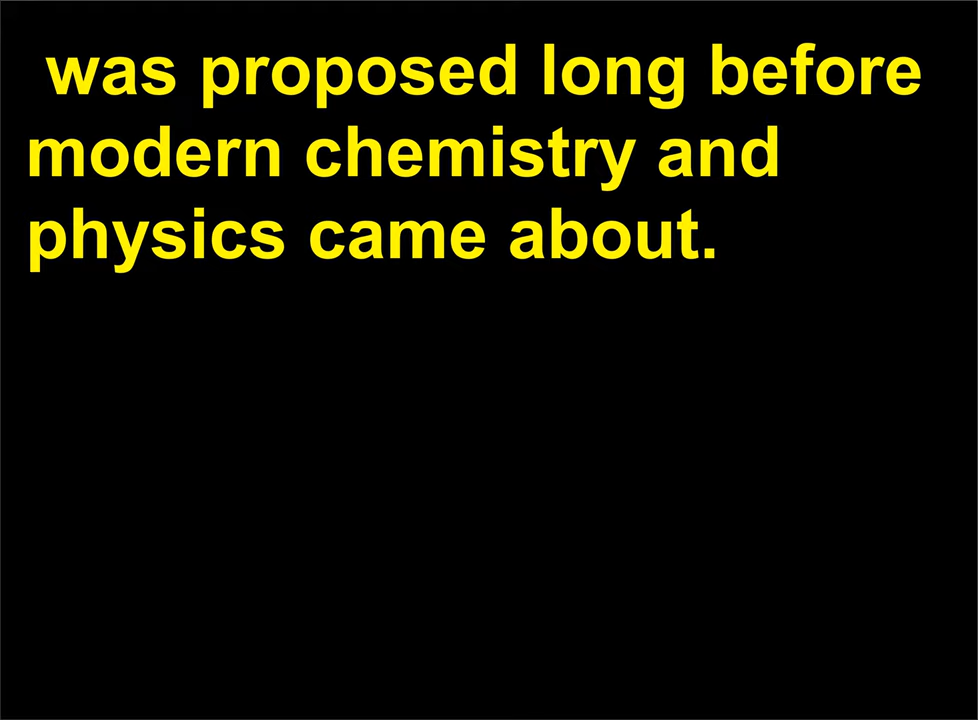 was proposed long before
modern chemistry and
physics came about.